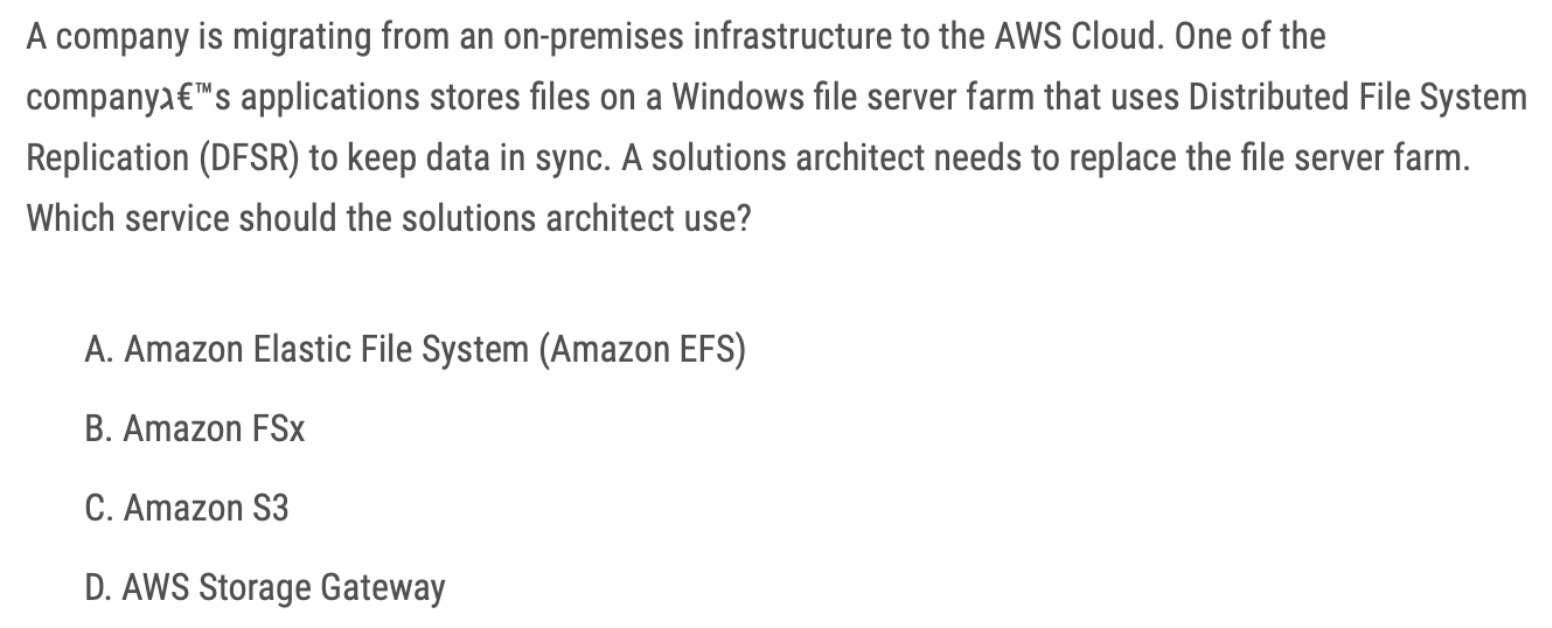 A company is migrating from an on-premises infrastructure to the AWS Cloud. One of the
companyג€™s applications stores files on a Windows file server farm that uses Distributed File System
Replication (DFSR) to keep data in sync. A solutions architect needs to replace the file server farm.
Which service should the solutions architect use?
A. Amazon Elastic File System (Amazon EFS)
B. Amazon FSx
C. Amazon S3
D. AWS Storage Gateway